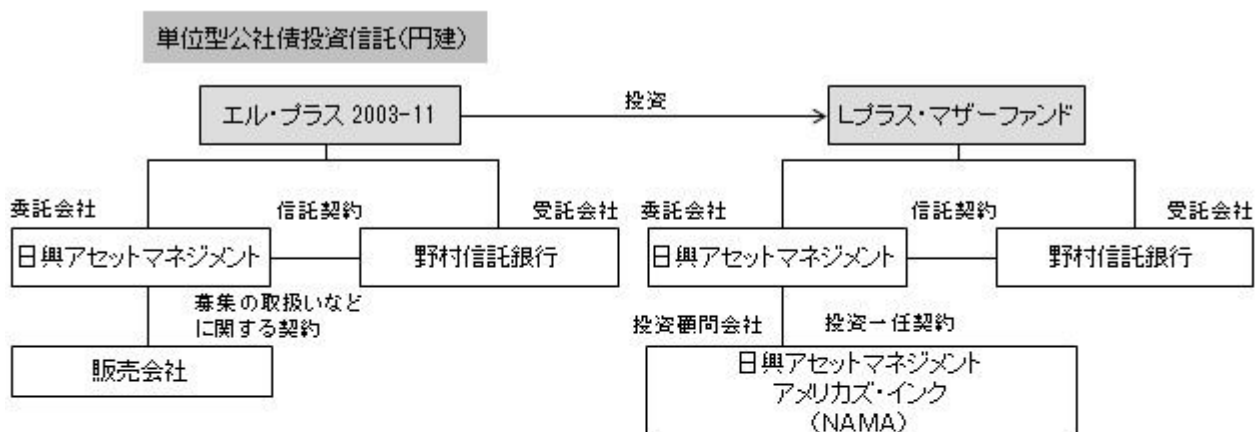 単位型公社債投資信託(円建)
エル・プラス 2003-11
投資
Lプラス・マザーファンド
委託会社
信託契約
受託会社
委託会社
信託契約
受託会社
日興アセットマネジメント
野村信託銀行
日興アセットマネジメント
野村信託銀行
募集の取扱いなど
に関する契約
投資顧問会社
投資一任契約
販売会社
日興アセットマネジメント
アメリカズ・インク
(NAMA)